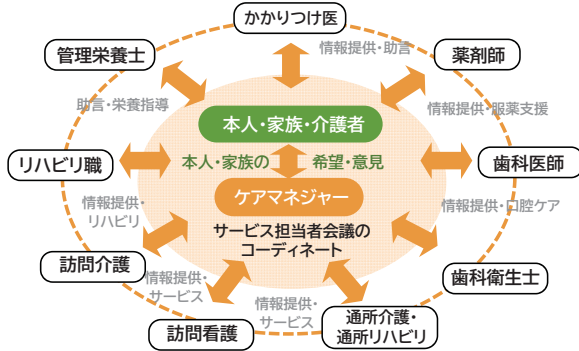 かかりつけ医
管理栄養士
情報提供・助言
薬剤師
助言・栄養指導
情報提供・服薬支援
本人・家族・介護者
リハビリ職
本人・家族の
希望・意見
歯科医師
ケアマネジャー
情報提供・
リハビリ
情報提供・口腔ケア
サービス担当者会議の
コーディネート
訪問介護
情報提供・
サービス
歯科衛生士
情報提供・
サービス
訪問看護
通所介護・
通所リハビリ